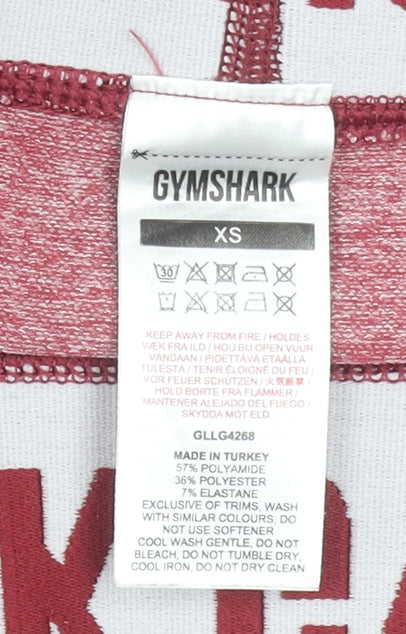 GYMSHARK
XS
30
KEEP AWAY FROM FIRE / HOLDES
VÆK FRA ILD / HOU BIJ OPEN VUUR
VANDAAN / PIDETTÄVÄ ETÄÄLLÄ
TULESTA / TENIR ÉLOIGNÉ DU FEU /
VOR FEUER SCHÜTZEN / 火気厳禁 /
HOLD BORTE FRA FLAMMER /
MANTENER ALEJADO DEL FUEGO /
SKYDDA MOT ELD
GLLG4268
MADE IN TURKEY
57% POLYAMIDE
36% POLYESTER
7% ELASTANE
EXCLUSIVE OF TRIMS, WASH
WITH SIMILAR COLOURS, DO
NOT USE SOFTENER
COOL WASH GENTLE, DO NOT
BLEACH, DO NOT TUMBLE DRY,
COOL IRON, DO NOT DRY CLEAN